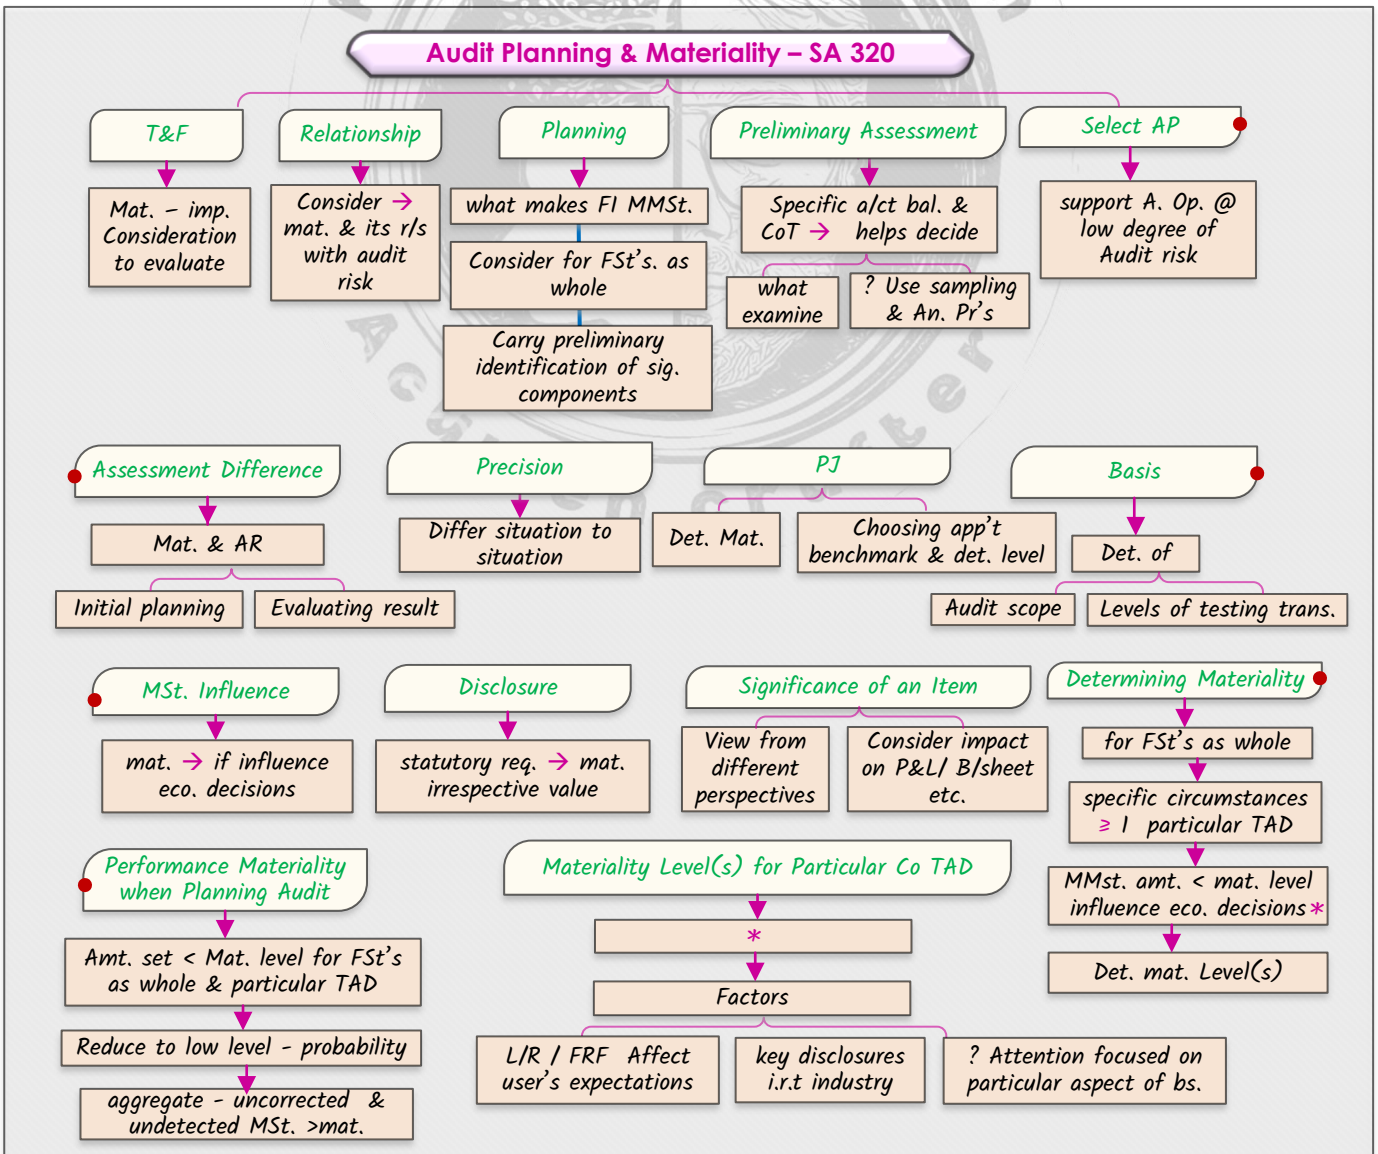 Audit Planning & Materiality – SA 320
T&F
Mat. – imp.
Consideration
to evaluate
Relationship
Consider →
mat. & its r/s
with audit
risk
Planning
what makes FI MMSt.
Consider for FSt's. as
whole
Carry preliminary
identification of sig.
components
Preliminary Assessment
Specific a/ct bal. &
CoT → helps decide
what
examine
? Use sampling
& An. Pr's
Select AP
support A. Op. @
low degree of
Audit risk
Assessment Difference
Mat. & AR
Initial planning
Evaluating result
Precision
Differ situation to
situation
PJ
Det. Mat.
Choosing app't
benchmark & det. level
Basis
Det. of
Audit scope
Levels of testing trans.
MSt. Influence
mat. → if influence
eco. decisions
Disclosure
statutory req. → mat.
irrespective value
Significance of an Item
View from
different
perspectives
Consider impact
on P&L/ B/sheet
etc.
Determining Materiality
for FSt's as whole
specific circumstances
≥ 1 particular TAD
MMst. amt. < mat. level
influence eco. decisions*
Det. mat. Level(s)
Performance Materiality
when Planning Audit
Amt. set < Mat. level for FSt's
as whole & particular TAD
Reduce to low level - probability
aggregate - uncorrected &
undetected MSt. >mat.
Materiality Level(s) for Particular Co TAD
*
Factors
L/R / FRF Affect
user's expectations
key disclosures
i.r.t industry
? Attention focused on
particular aspect of bs.